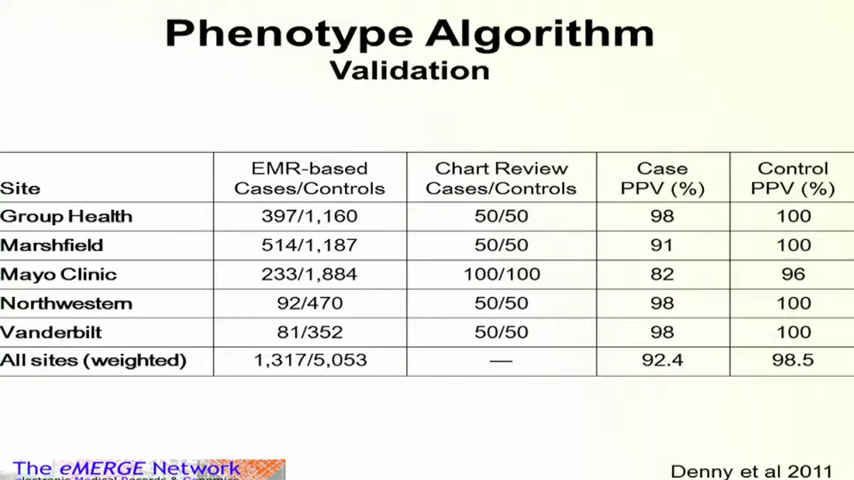 Phenotype Algorithm
Validation
Site EMR-based Cases/Controls Chart Review Cases/Controls Case PPV (%) Control PPV (%)
Group Health 397/1,160 50/50 98 100
Marshfield 514/1,187 50/50 91 100
Mayo Clinic 233/1,884 100/100 82 96
Northwestern 92/470 50/50 98 100
Vanderbilt 81/352 50/50 98 100
All sites (weighted) 1,317/5,053 — 92.4 98.5
The eMERGE Network
electronic Medical Records & Genomics
Denny et al 2011